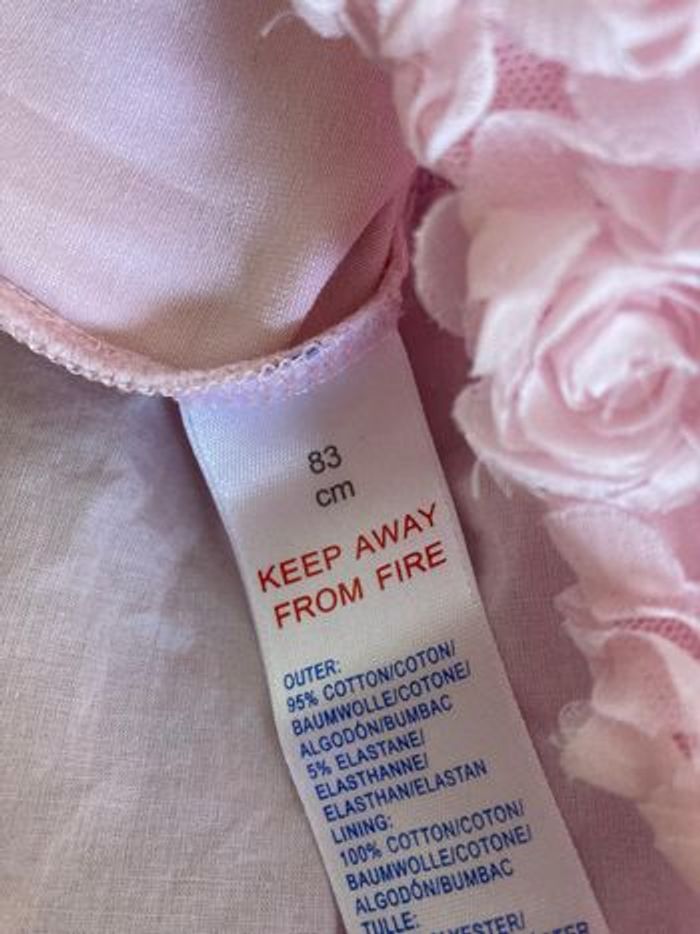 83
cm
KEEP AWAY
FROM FIRE
OUTER:
95% COTTON/COTON/
BAUMWOLLE/COTONE/
ALGODÓN/BUMBAC
5% ELASTANE/
ELASTHANNE/
ELASTHAN/ELASTAN
LINING:
100% COTTON/COTON/
BAUMWOLLE/COTONE/
ALGODÓN/BUMBAC
TULLE: